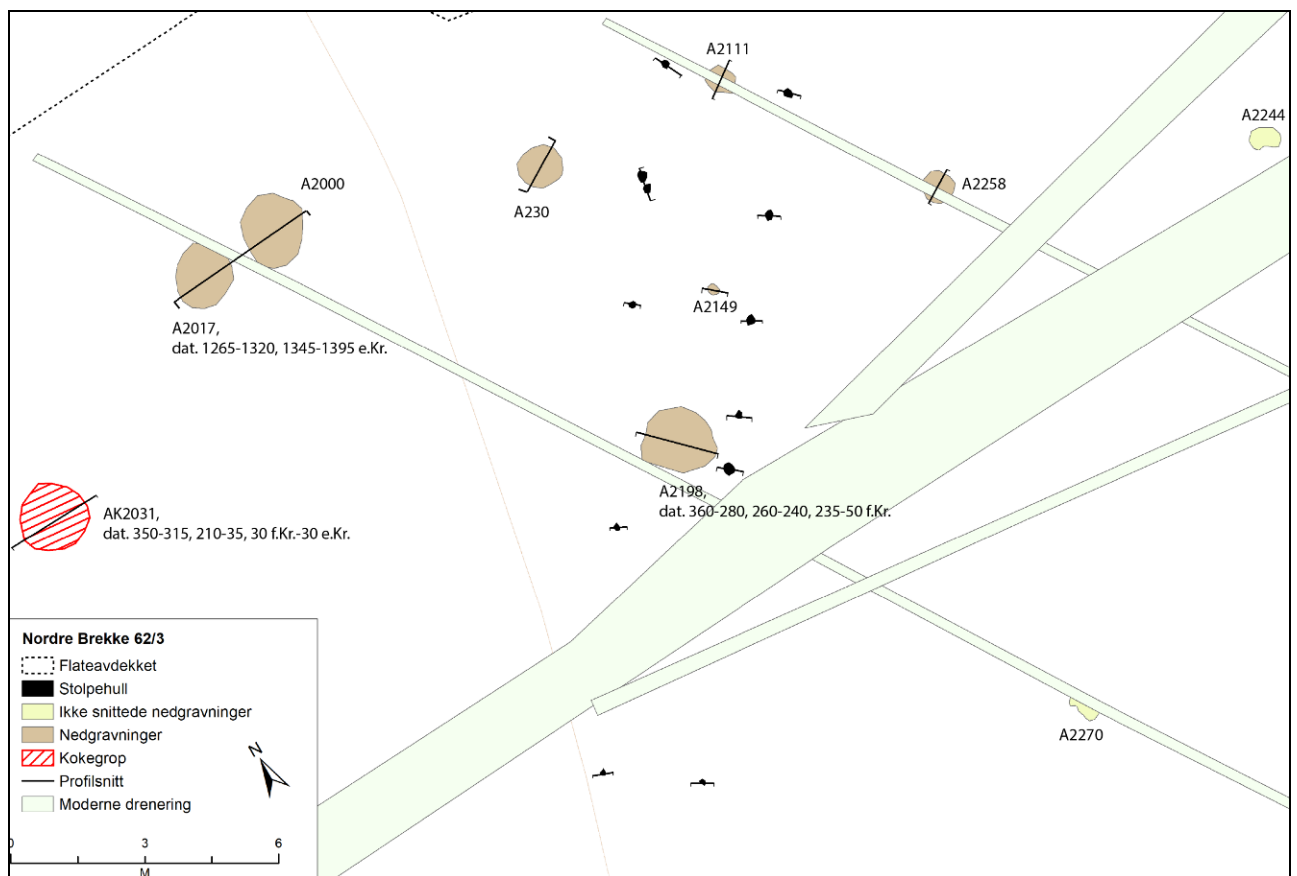 A2111
A2244
A2000
A2258
A230
A2149
A2017,
dat. 1265-1320, 1345-1395 e.Kr.
A2198,
dat. 360-280, 260-240, 235-50 f.Kr.
AK2031,
dat. 350-315, 210-35, 30 f.Kr.-30 e.Kr.
A2270
Nordre Brekke 62/3
Flateavdekket
Stolpehull
Ikke snittede nedgravninger
Nedgravninger
Kokegrop
Profilsnitt
Moderne drenering
N
0 3 6
M